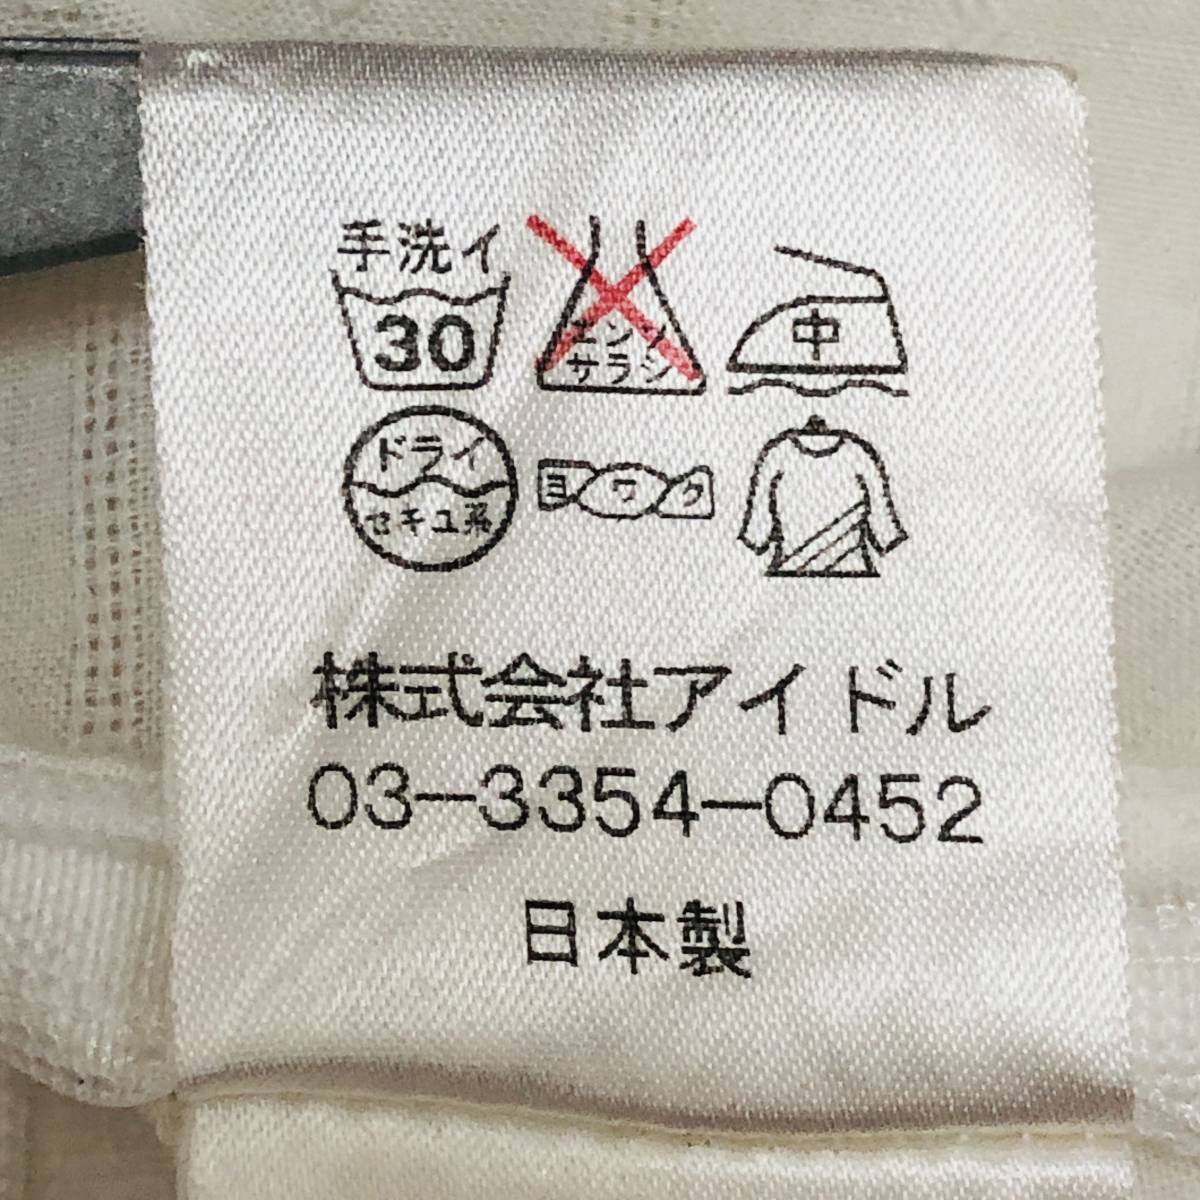 手洗イ
30
エンソ
サラシ
中
ドライ
セキユ系
ヨワク
株式会社アイドル
03-3354-0452
日本製